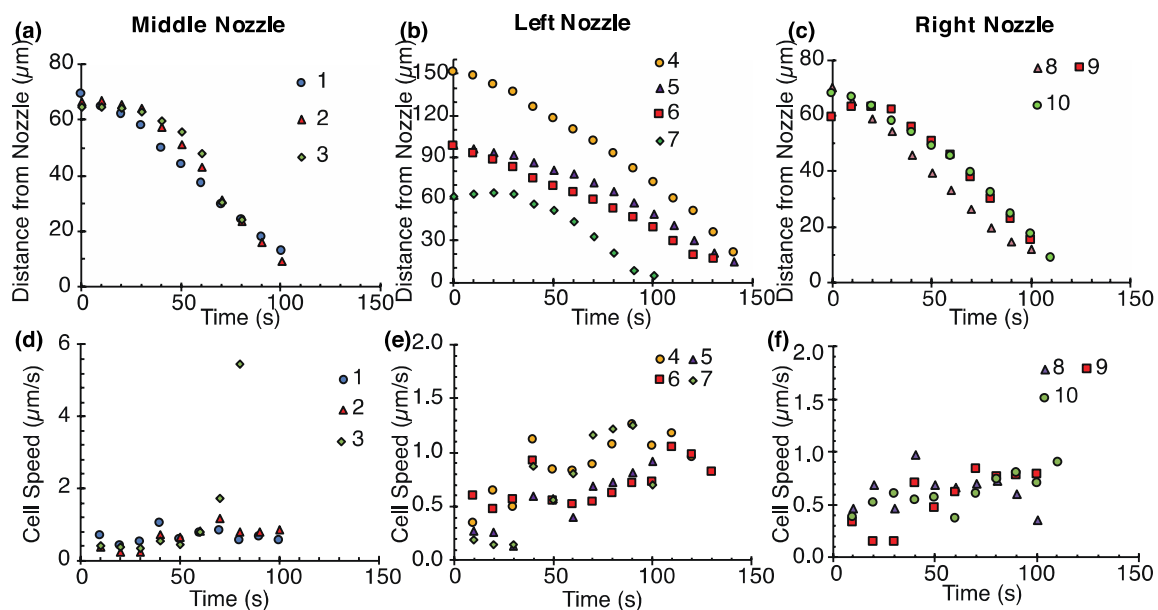 (a) Middle Nozzle
(b) Left Nozzle
(c) Right Nozzle
Distance from Nozzle (µm)
80
60
40
20
0
0 50 100 150
Time (s)
1
2
3
Distance from Nozzle (µm)
150
120
90
60
30
0
0 50 100 150
Time (s)
4
5
6
7
Distance from Nozzle (µm)
80
60
40
20
0
0 50 100 150
Time (s)
8 9
10
(d)
Cell Speed (µm/s)
6
4
2
0
0 50 100 150
Time (s)
1
2
3
(e)
Cell Speed (µm/s)
2.0
1.5
1.0
0.5
0.0
0 50 100 150
Time (s)
4 5
6 7
(f)
Cell Speed (µm/s)
2.0
1.5
1.0
0.5
0.0
0 50 100 150
Time (s)
8 9
10